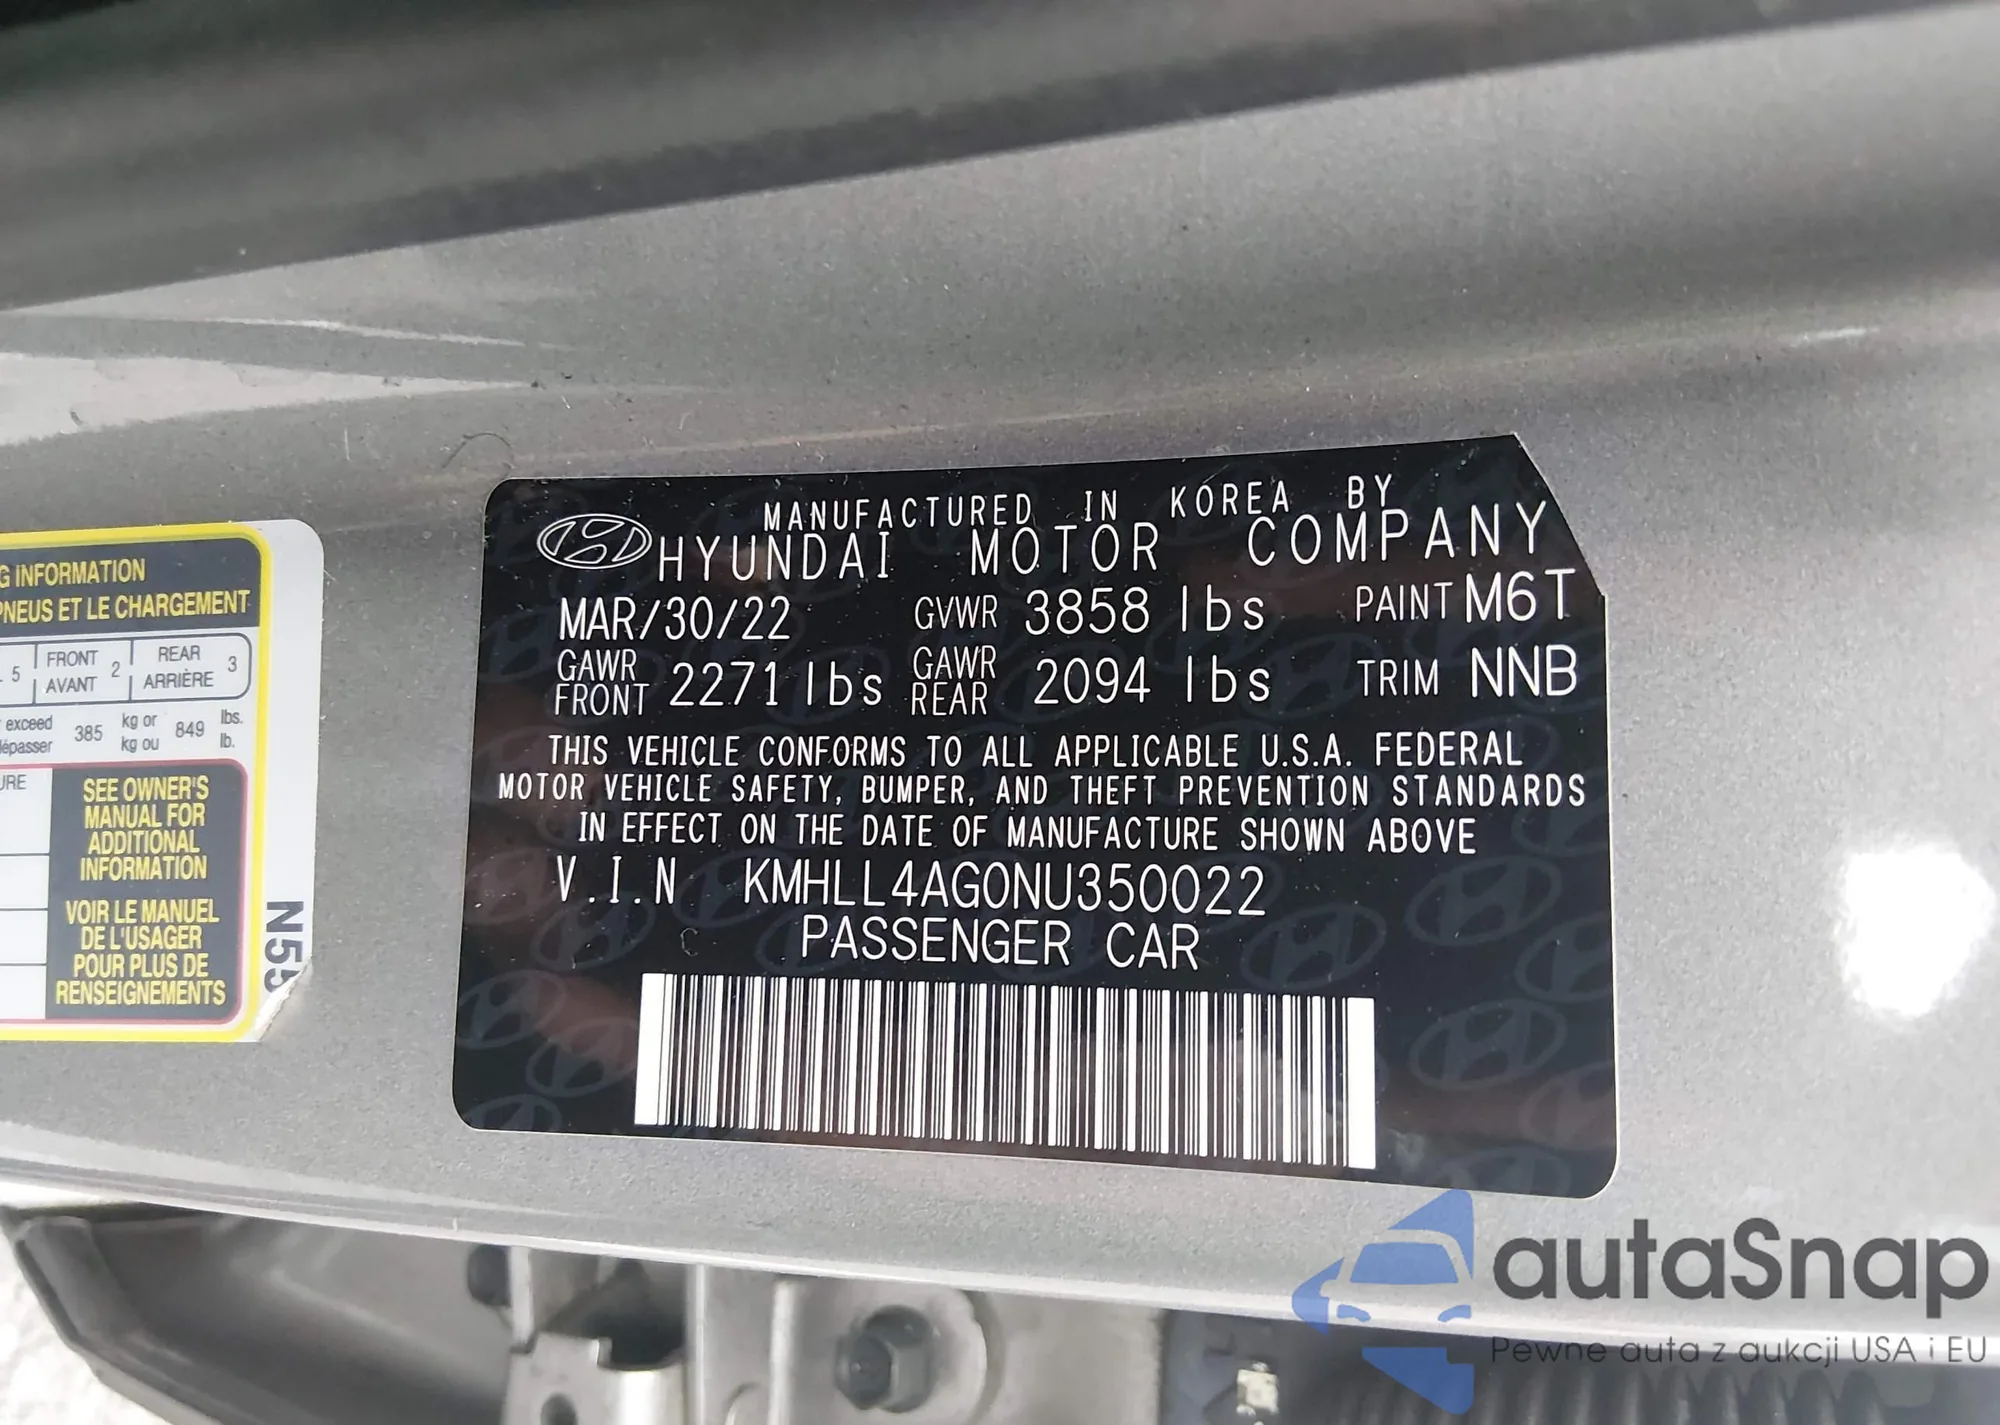 MANUFACTURED IN KOREA BY
HYUNDAI MOTOR COMPANY
MAR/30/22 GVWR 3858 lbs PAINT M6T
GAWR FRONT 2271 lbs GAWR REAR 2094 lbs TRIM NNB
THIS VEHICLE CONFORMS TO ALL APPLICABLE U.S.A. FEDERAL
MOTOR VEHICLE SAFETY, BUMPER, AND THEFT PREVENTION STANDARDS
IN EFFECT ON THE DATE OF MANUFACTURE SHOWN ABOVE
V.I.N KMHLL4AG0NU350022
PASSENGER CAR
INFORMATION
PNEUS ET LE CHARGEMENT
5 FRONT AVANT 2 REAR ARRIÈRE 3
exceed
385 kg or kg ou 849 lbs. lb.
SEE OWNER'S
MANUAL FOR
ADDITIONAL
INFORMATION
VOIR LE MANUEL
DE L'USAGER
POUR PLUS DE
RENSEIGNEMENTS
autaSnap
Pewne auta z aukcji USA i EU